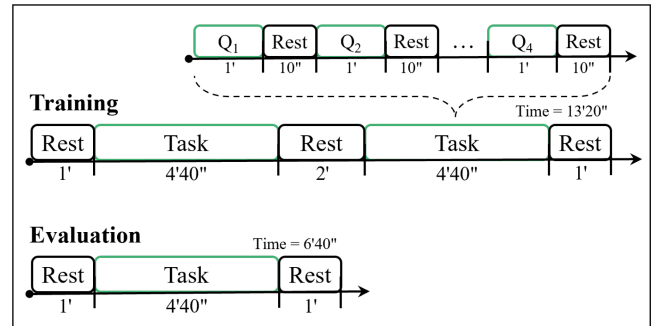 Q1 Rest Q2 Rest ... Q4 Rest
1' 10" 1' 10" 1' 10"
Training
Time = 13'20"
Rest Task Rest Task Rest
1' 4'40" 2' 4'40" 1'
Evaluation
Time = 6'40"
Rest Task Rest
1' 4'40" 1'